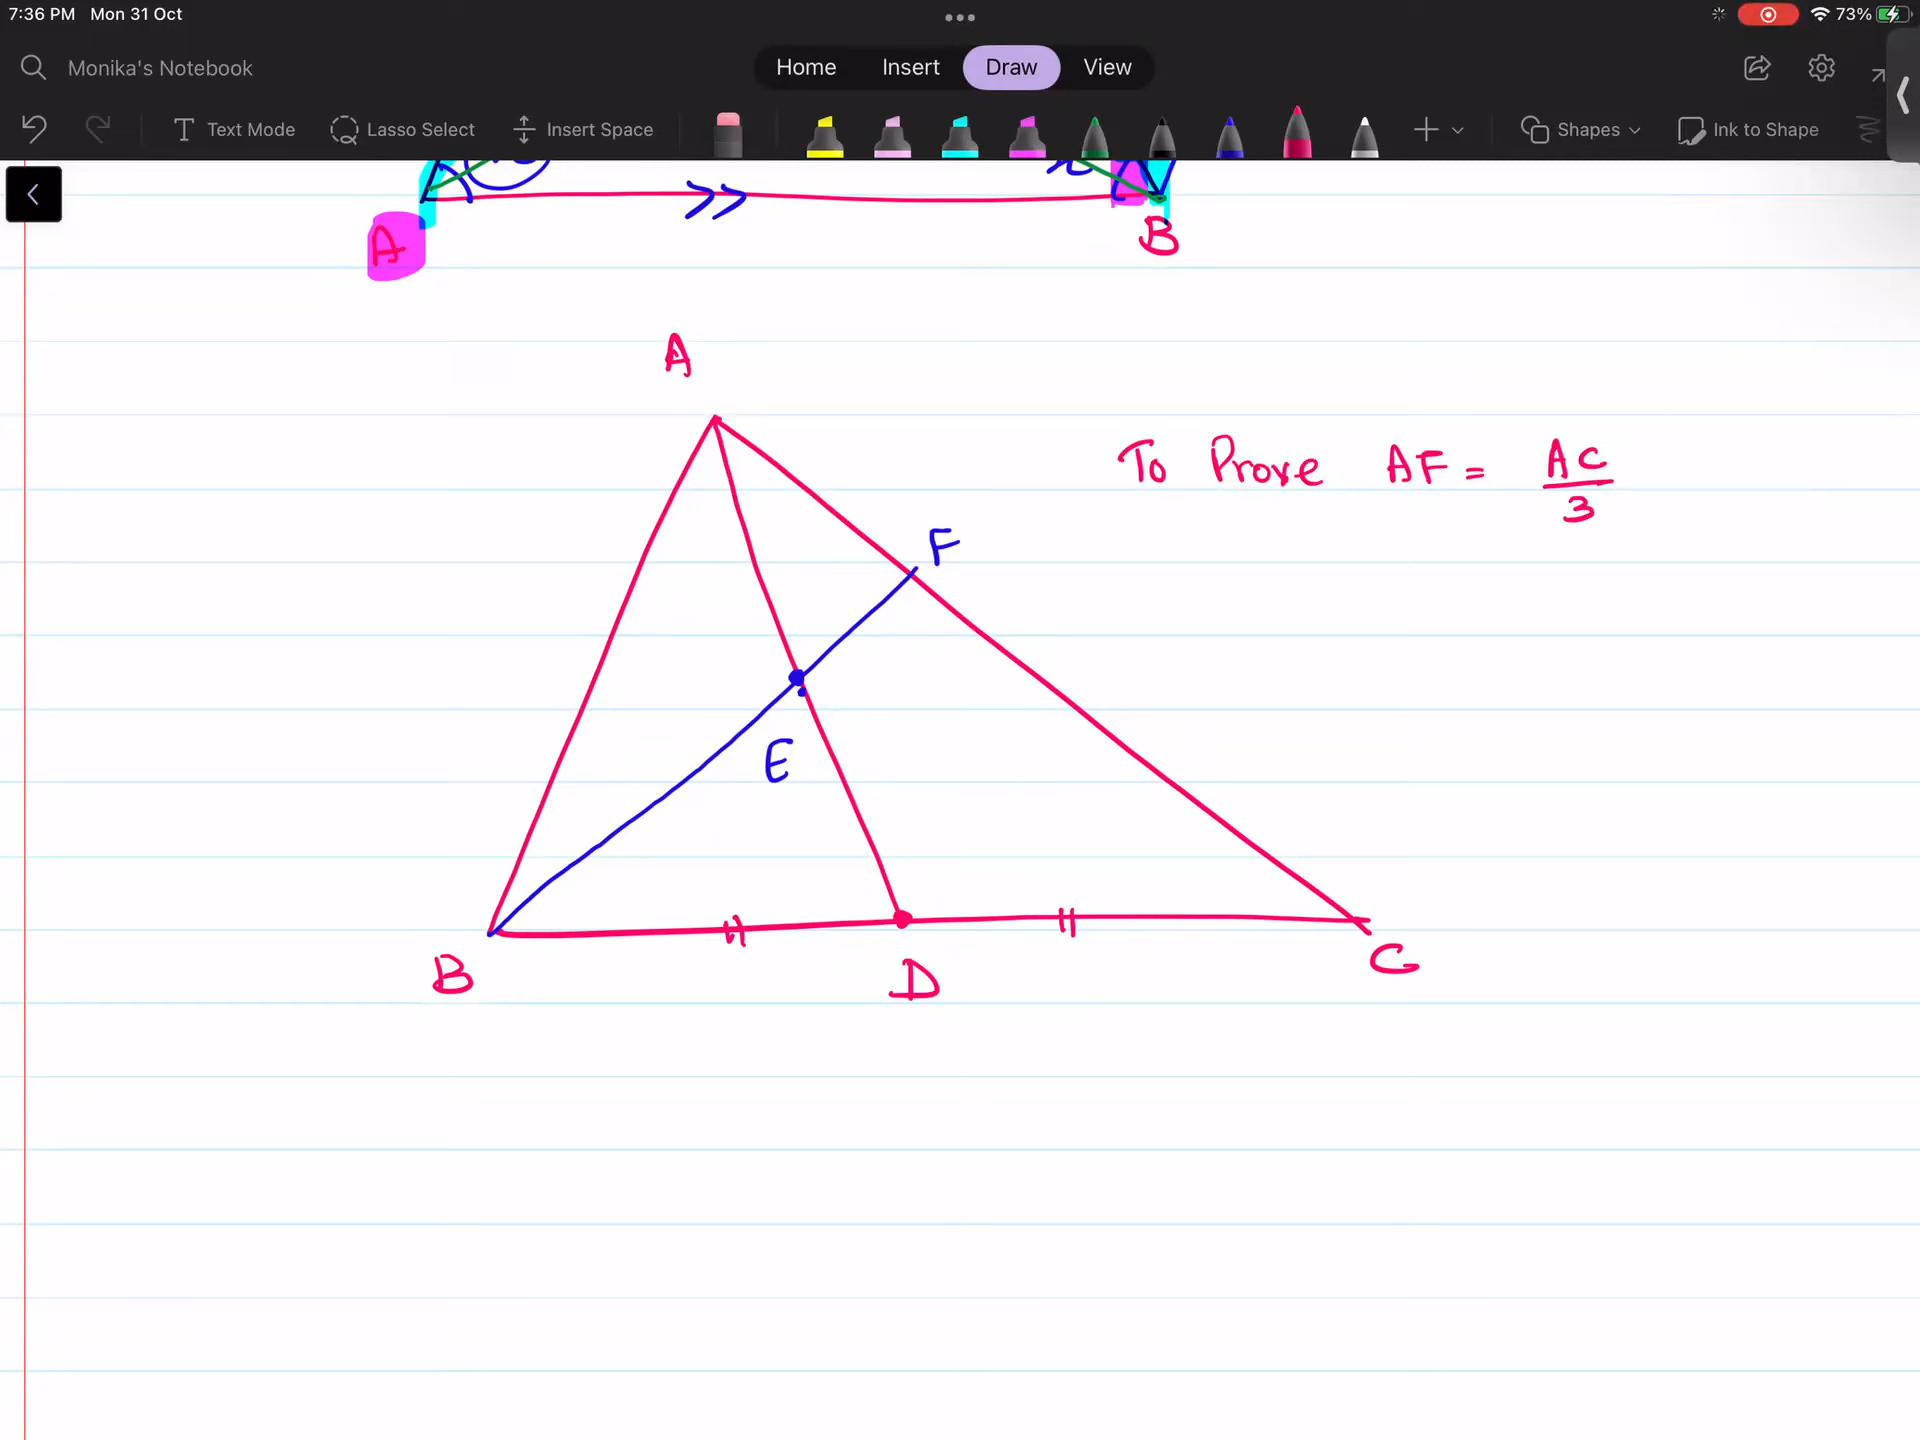 7:36 PM Mon 31 Oct
73%
Monika's Notebook
Home Insert Draw View
Text Mode Lasso Select Insert Space Shapes Ink to Shape
A B
A
To Prove AF = AC/3
F
E
B D C